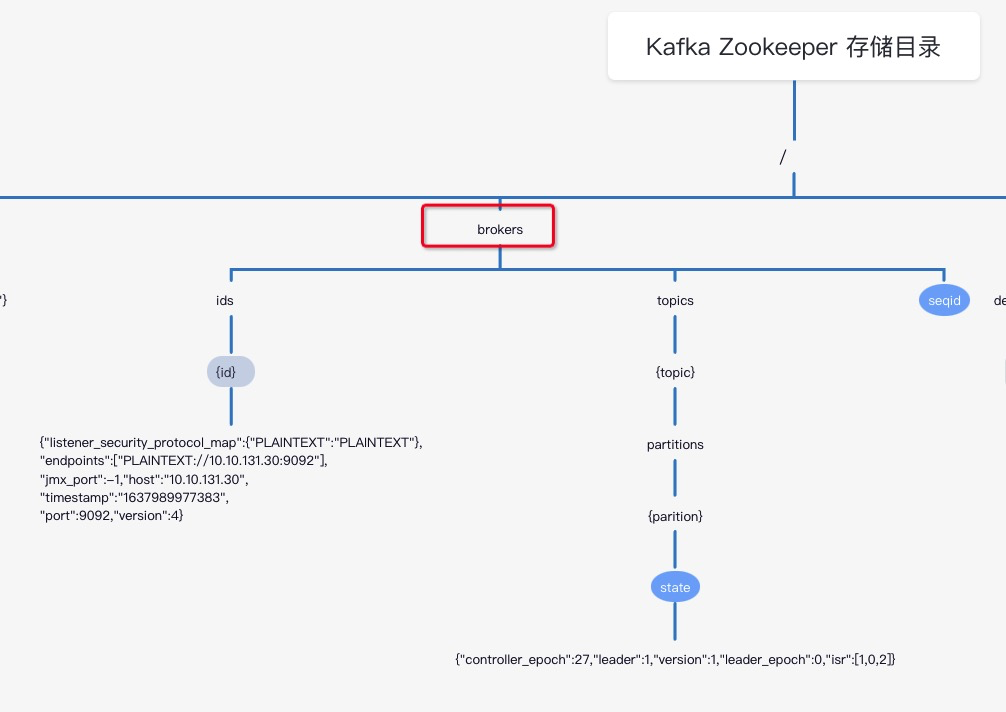 Kafka Zookeeper 存储目录
/
brokers
"}
ids
topics
seqid
de
{id}
{topic}
{"listener_security_protocol_map":{"PLAINTEXT":"PLAINTEXT"},
"endpoints":["PLAINTEXT://10.10.131.30:9092"],
"jmx_port":-1,"host":"10.10.131.30",
"timestamp":"1637989977383",
"port":9092,"version":4}
partitions
{parition}
state
{"controller_epoch":27,"leader":1,"version":1,"leader_epoch":0,"isr":[1,0,2]}